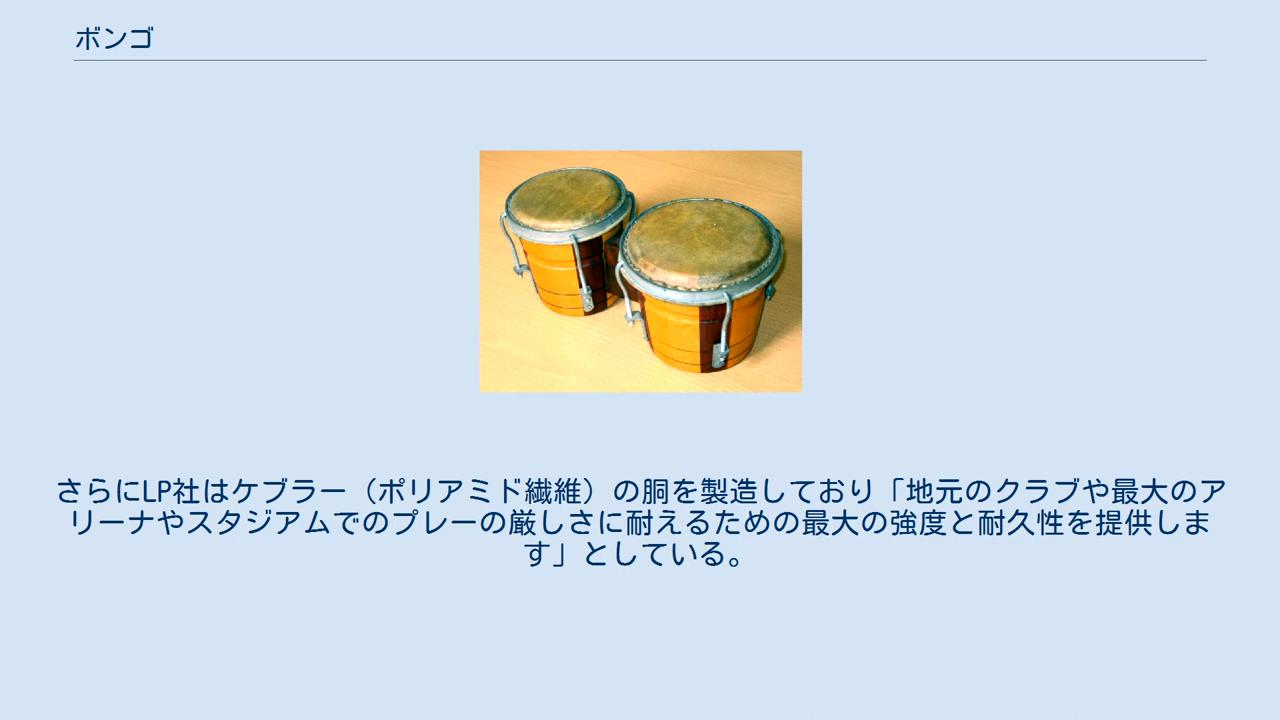 ボンゴ
さらにLP社はケブラー（ポリアミド繊維）の胴を製造しており「地元のクラブや最大のア
リーナやスタジアムでのプレーの厳しさに耐えるための最大の強度と耐久性を提供しま
す」としている。